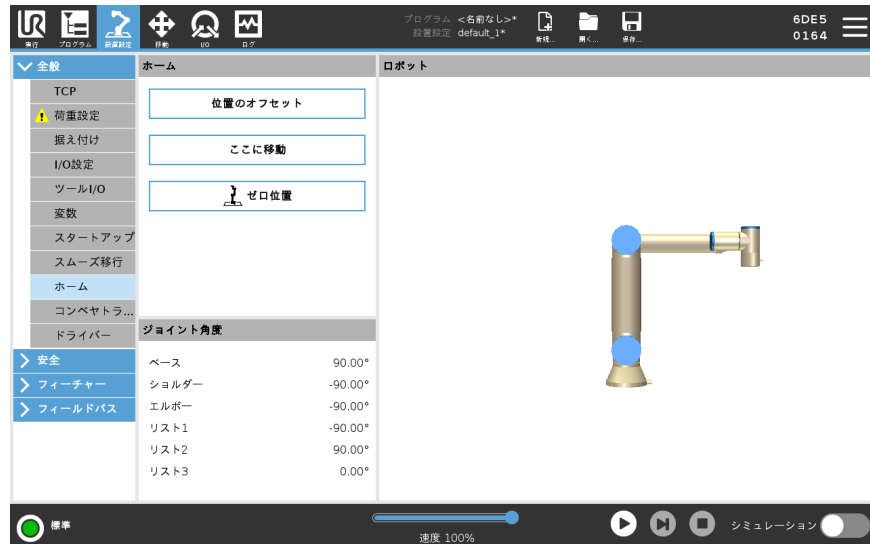 UR
実行
プログラム
設置設定
移動
I/O
ログ
プログラム <名前なし>*
設置設定 default_1*
新規...
開く...
保存...
6DE5
0164
全般
TCP
荷重設定
据え付け
I/O設定
ツールI/O
変数
スタートアップ
スムーズ移行
ホーム
コンベヤトラ...
ドライバー
安全
フィーチャー
フィールドバス
ホーム
位置のオフセット
ここに移動
ゼロ位置
ジョイント角度
ベース 90.00°
ショルダー -90.00°
エルボー -90.00°
リスト1 -90.00°
リスト2 90.00°
リスト3 0.00°
ロボット
標準
速度 100%
シミュレーション